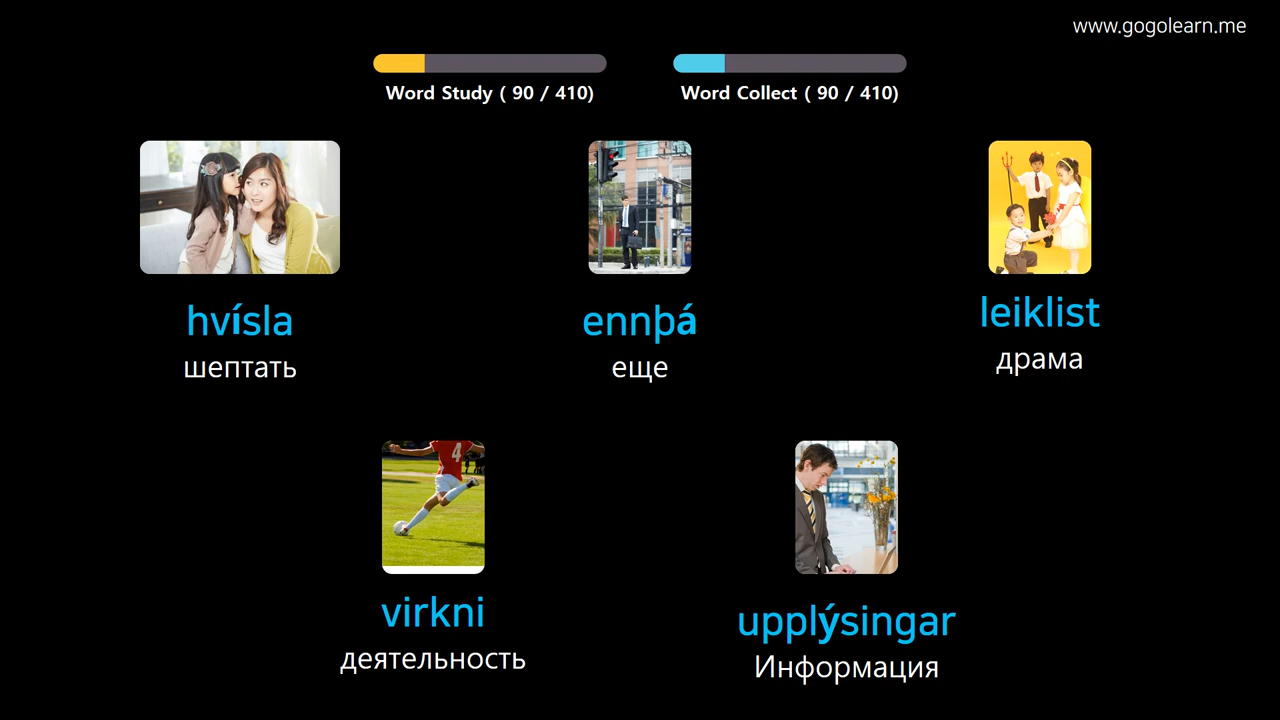 www.gogolearn.me
Word Study ( 90 / 410)
Word Collect ( 90 / 410)
hvísla
шептать
ennþá
еще
leiklist
драма
4
virkni
деятельность
upplýsingar
Информация